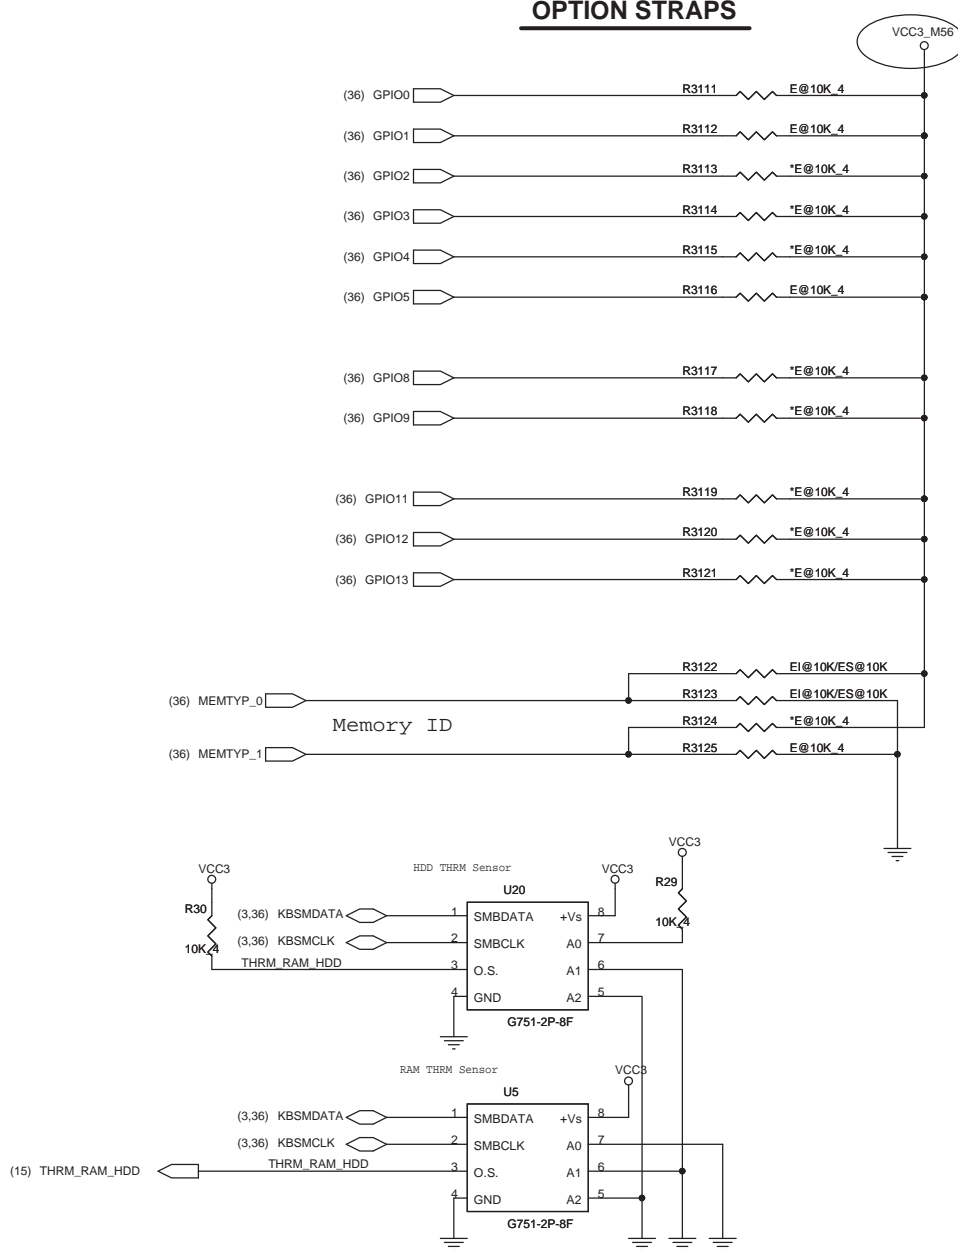 OPTION STRAPS
VCC3_M56
(36) GPIO0 R3111 E@10K_4
(36) GPIO1 R3112 E@10K_4
(36) GPIO2 R3113 *E@10K_4
(36) GPIO3 R3114 *E@10K_4
(36) GPIO4 R3115 *E@10K_4
(36) GPIO5 R3116 E@10K_4
(36) GPIO8 R3117 *E@10K_4
(36) GPIO9 R3118 *E@10K_4
(36) GPIO11 R3119 *E@10K_4
(36) GPIO12 R3120 *E@10K_4
(36) GPIO13 R3121 *E@10K_4
R3122 EI@10K/ES@10K
(36) MEMTYP_0 R3123 EI@10K/ES@10K
Memory ID R3124 *E@10K_4
(36) MEMTYP_1 R3125 E@10K_4
VCC3 HDD THRM Sensor VCC3 VCC3
U20 R29
R30 (3,36) KBSMDATA 1 SMBDATA +Vs 8 10K_4
10K_4 (3,36) KBSMCLK 2 SMBCLK A0 7
THRM_RAM_HDD 3 O.S. A1 6
4 GND A2 5
G751-2P-8F
RAM THRM Sensor VCC3
U5
(3,36) KBSMDATA 1 SMBDATA +Vs 8
(3,36) KBSMCLK 2 SMBCLK A0 7
(15) THRM_RAM_HDD THRM_RAM_HDD 3 O.S. A1 6
4 GND A2 5
G751-2P-8F